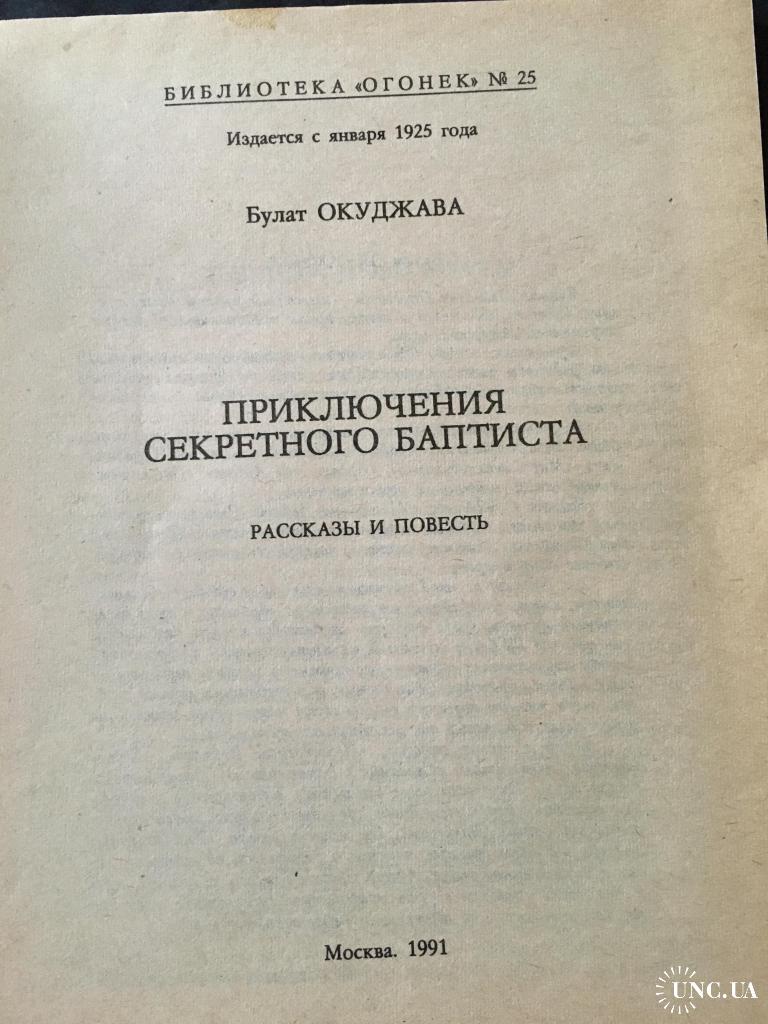 БИБЛИОТЕКА «ОГОНЕК» № 25
Издается с января 1925 года
Булат ОКУДЖАВА
ПРИКЛЮЧЕНИЯ
СЕКРЕТНОГО БАПТИСТА
РАССКАЗЫ И ПОВЕСТЬ
Москва. 1991
UNC.UA